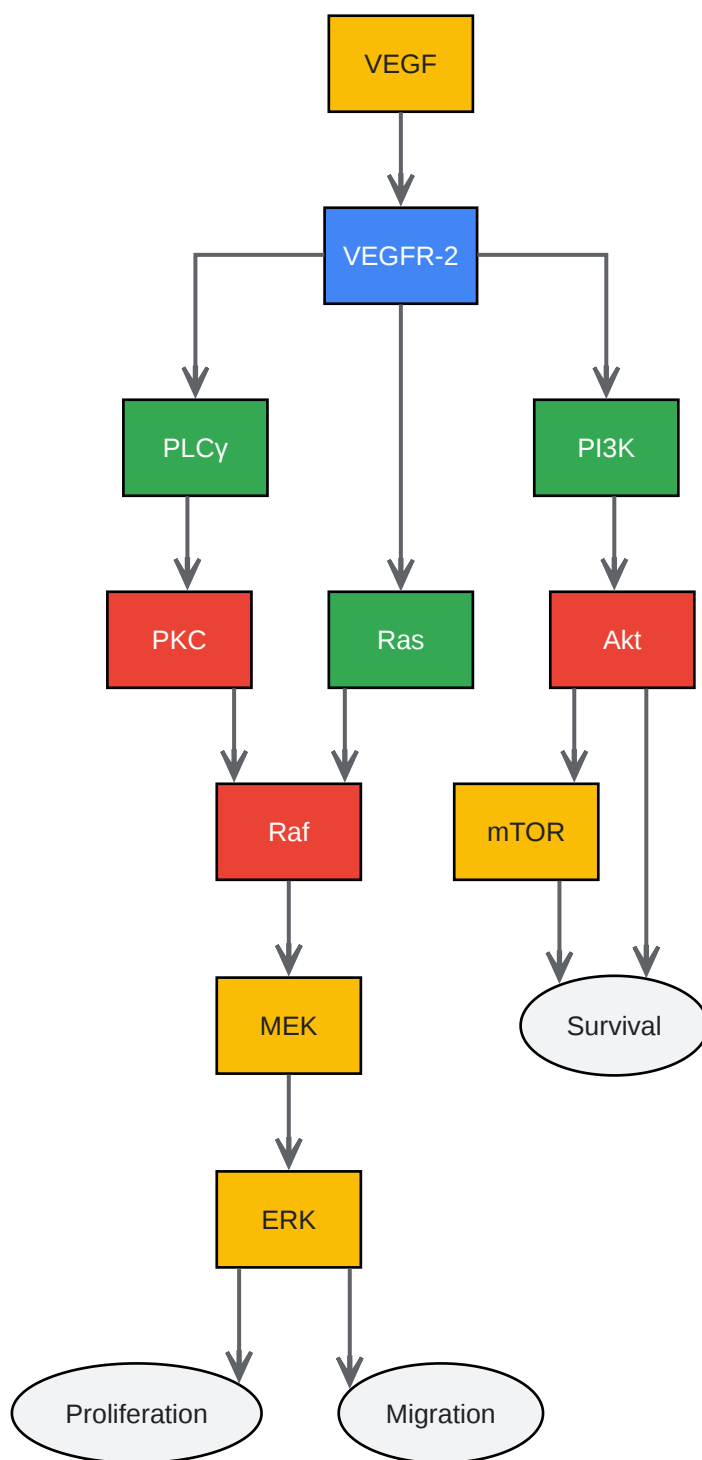 VEGF
VEGFR-2
PLCγ
PI3K
PKC
Ras
Akt
Raf
mTOR
MEK
Survival
ERK
Proliferation
Migration